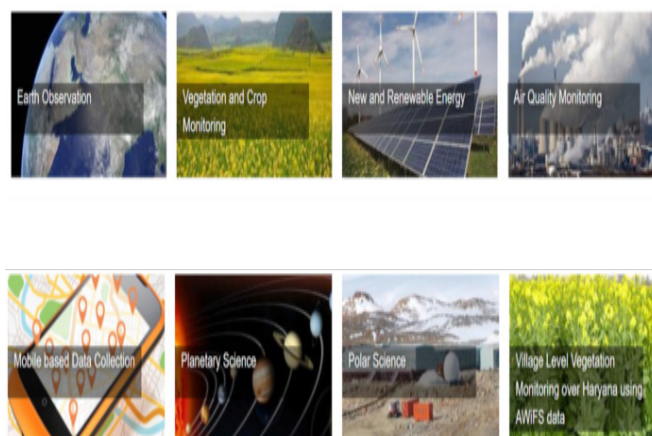 Earth Observation
Vegetation and Crop
Monitoring
New and Renewable Energy
Air Quality Monitoring
Mobile based Data Collection
Planetary Science
Polar Science
Village Level Vegetation
Monitoring over Haryana using
AWiFS data